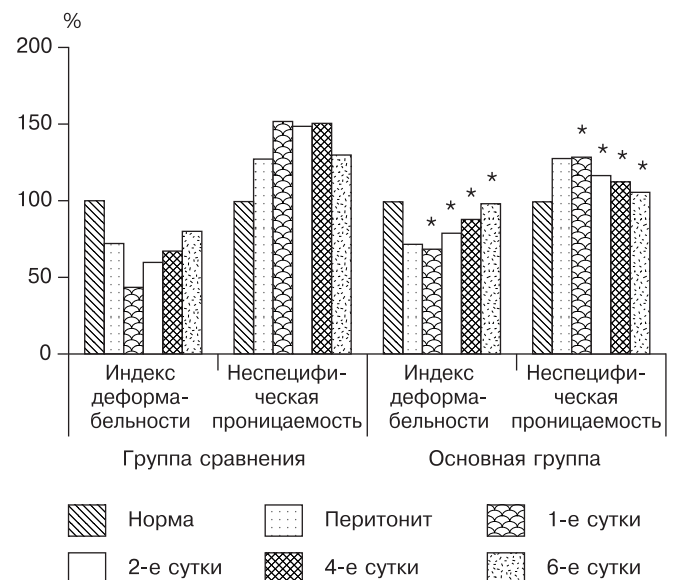 %
200
150
100
50
0
* * * * * * * *
Индекс деформа-бельности
Неспецифи-ческая проницаемость
Индекс деформа-бельности
Неспецифи-ческая проницаемость
Группа сравнения
Основная группа
Норма
Перитонит
1-е сутки
2-е сутки
4-е сутки
6-е сутки